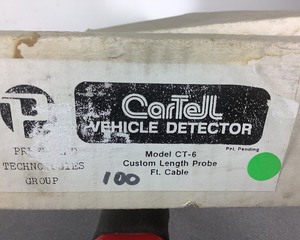 CarTell
VEHICLE DETECTOR
Pat. Pending
Model CT-6
Custom Length Probe
100 Ft. Cable
TECHNOLOGIES
GROUP